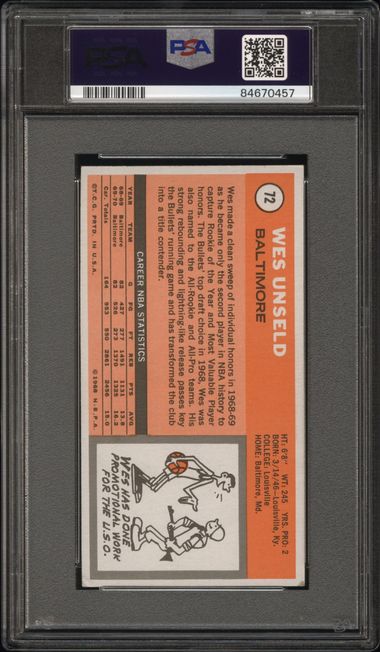 PSA
PSA
84670457
72
WES UNSELD
BALTIMORE
HT: 6'8" WT: 245 YRS. PRO: 2
BORN: 3/14/46—Louisville, Ky.
COLLEGE: Louisville
HOME: Baltimore, Md.
Wes made a clean sweep of individual honors in 1968-69
as he became only the second player in NBA history to
capture Rookie of the Year and Most Valuable Player
honors. The Bullets' top draft choice in 1968, Wes was
also named to the All-Rookie and All-Pro teams. His
strong rebounding and lightning-like release passes key
the Bullets' running game and has transformed the club
into a title contender.
CAREER NBA STATISTICS
YEAR TEAM G FG FT REB PTS AVG
68-69 Baltimore 82 427 277 1491 1131 13.8
69-70 Baltimore 82 526 273 1370 1325 16.2
Car. Totals 164 953 550 2861 2456 15.0
©T.C.G. PRTD. IN U.S.A. ©1968 N.B.P.A.
WES HAS DONE
PROMOTIONAL WORK
FOR THE U.S.O.